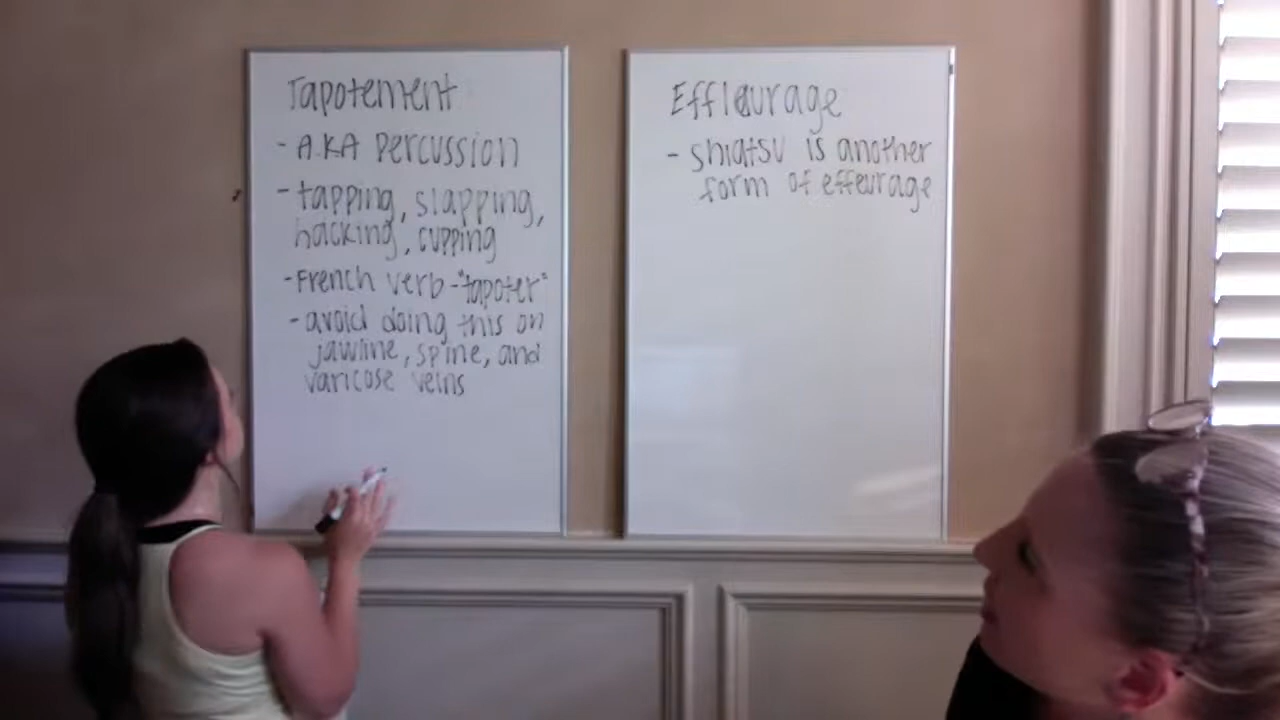 Tapotement
- A.K.A percussion
- tapping, slapping,
hacking, cupping
- French verb - "tapoter"
- avoid doing this on
jawline, spine, and
varicose veins
Effleurage
- shiatsu is another
form of effeurage